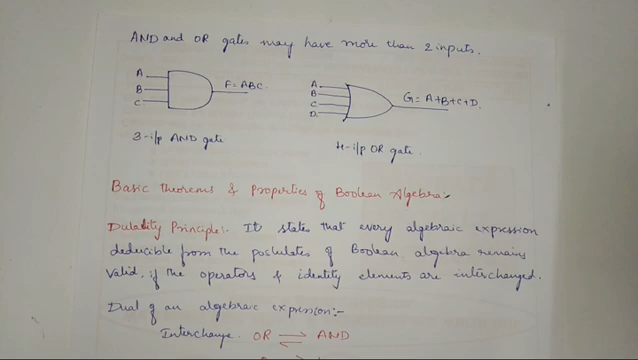 AND and OR gates may have more than 2 inputs.
A
B
C
F=ABC.
A
B
C
D
G=A+B+C+D.
3-i/p AND gate
4-i/p OR gate.
Basic theorems & Properties of Boolean Algebra:
Duality Principle:. It states that every algebraic expression
deducible from the postulates of Boolean algebra remains
valid, if the operators & identity elements are interchanged.
Dual of an algebraic expression:-
Interchange. OR ⇌ AND